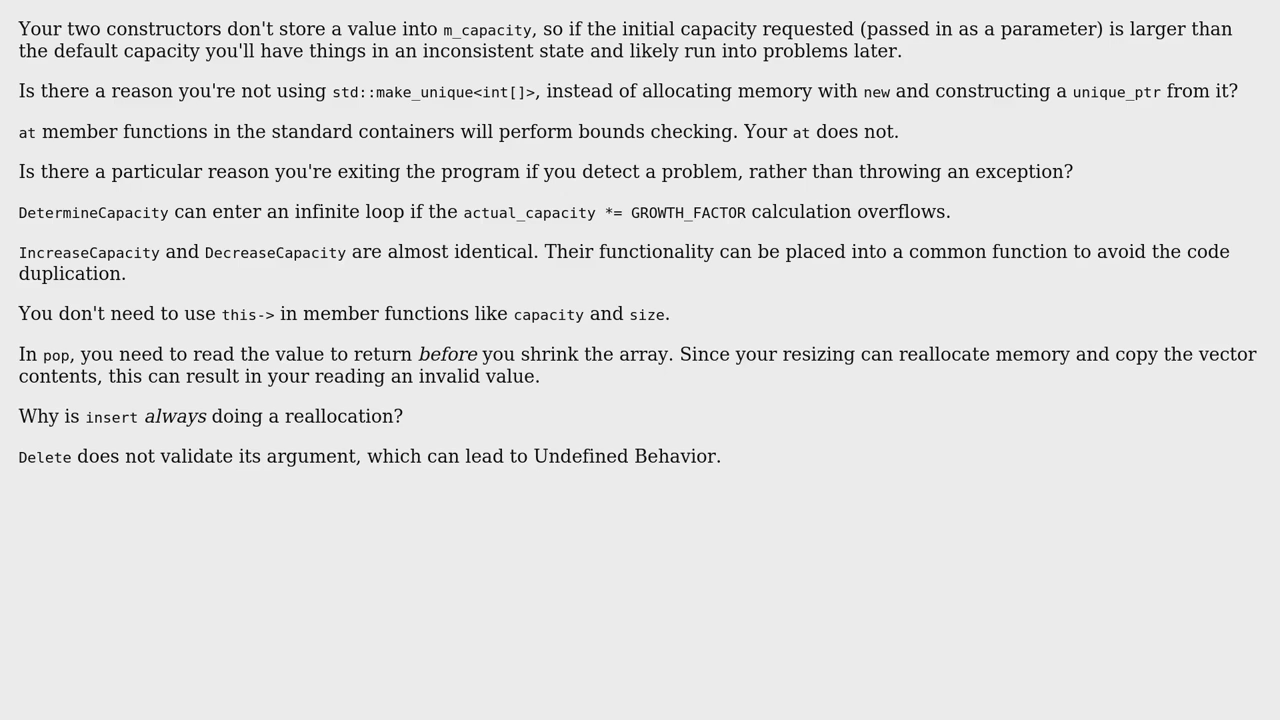 Your two constructors don't store a value into m_capacity, so if the initial capacity requested (passed in as a parameter) is larger than
the default capacity you'll have things in an inconsistent state and likely run into problems later.
Is there a reason you're not using std::make_unique<int[]>, instead of allocating memory with new and constructing a unique_ptr from it?
at member functions in the standard containers will perform bounds checking. Your at does not.
Is there a particular reason you're exiting the program if you detect a problem, rather than throwing an exception?
DetermineCapacity can enter an infinite loop if the actual_capacity *= GROWTH_FACTOR calculation overflows.
IncreaseCapacity and DecreaseCapacity are almost identical. Their functionality can be placed into a common function to avoid the code
duplication.
You don't need to use this-> in member functions like capacity and size.
In pop, you need to read the value to return before you shrink the array. Since your resizing can reallocate memory and copy the vector
contents, this can result in your reading an invalid value.
Why is insert always doing a reallocation?
Delete does not validate its argument, which can lead to Undefined Behavior.